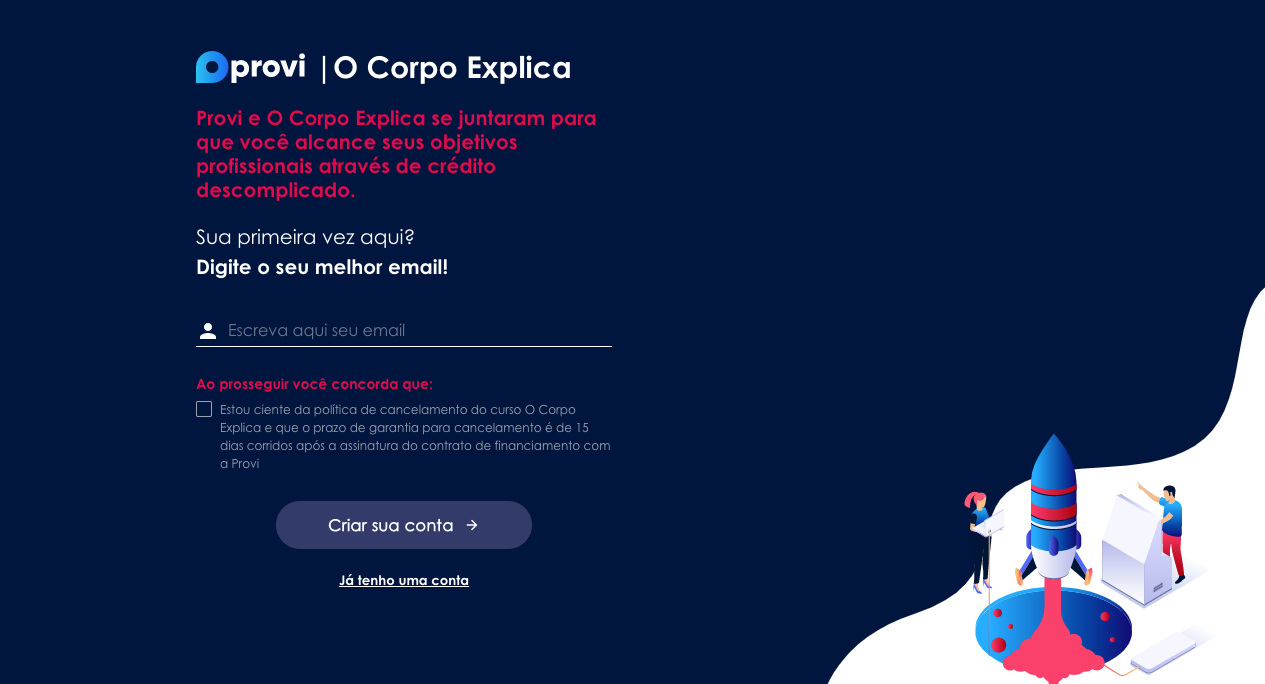 provi | O Corpo Explica
Provi e O Corpo Explica se juntaram para
que você alcance seus objetivos
profissionais através de crédito
descomplicado.
Sua primeira vez aqui?
Digite o seu melhor email!
Escreva aqui seu email
Ao prosseguir você concorda que:
Estou ciente da política de cancelamento do curso O Corpo
Explica e que o prazo de garantia para cancelamento é de 15
dias corridos após a assinatura do contrato de financiamento com
a Provi
Criar sua conta →
Já tenho uma conta